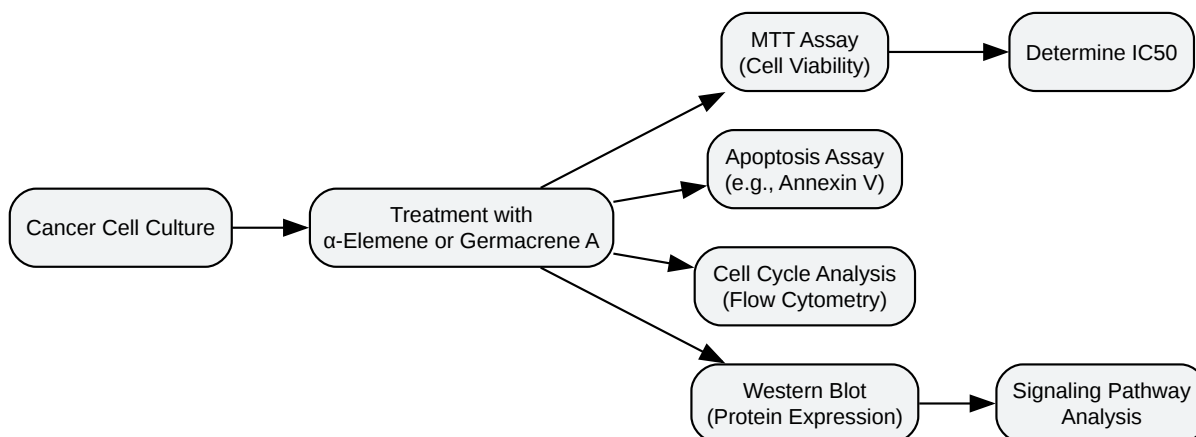 Cancer Cell Culture
Treatment with
α-Elemene or Germacrene A
MTT Assay
(Cell Viability)
Determine IC50
Apoptosis Assay
(e.g., Annexin V)
Cell Cycle Analysis
(Flow Cytometry)
Western Blot
(Protein Expression)
Signaling Pathway
Analysis